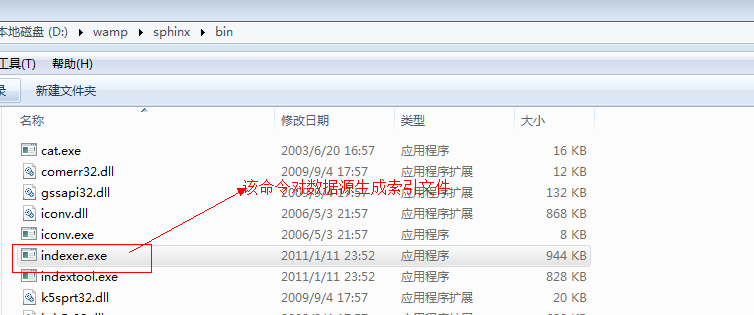 本地磁盘 (D:) ▸ wamp ▸ sphinx ▸ bin
工具(T) 帮助(H)
录 新建文件夹
名称 修改日期 类型 大小
cat.exe 2003/6/20 16:57 应用程序 16 KB
comerr32.dll 2009/9/4 17:57 应用程序扩展 12 KB
该命令对数据源生成索引文件
gssapi32.dll 2009/9/4 17:57 应用程序扩展 132 KB
iconv.dll 2006/5/3 21:57 应用程序扩展 868 KB
iconv.exe 2006/5/3 21:57 应用程序 8 KB
indexer.exe 2011/1/11 23:52 应用程序 944 KB
indextool.exe 2011/1/11 23:52 应用程序 828 KB
k5sprt32.dll 2009/9/4 17:57 应用程序扩展 20 KB